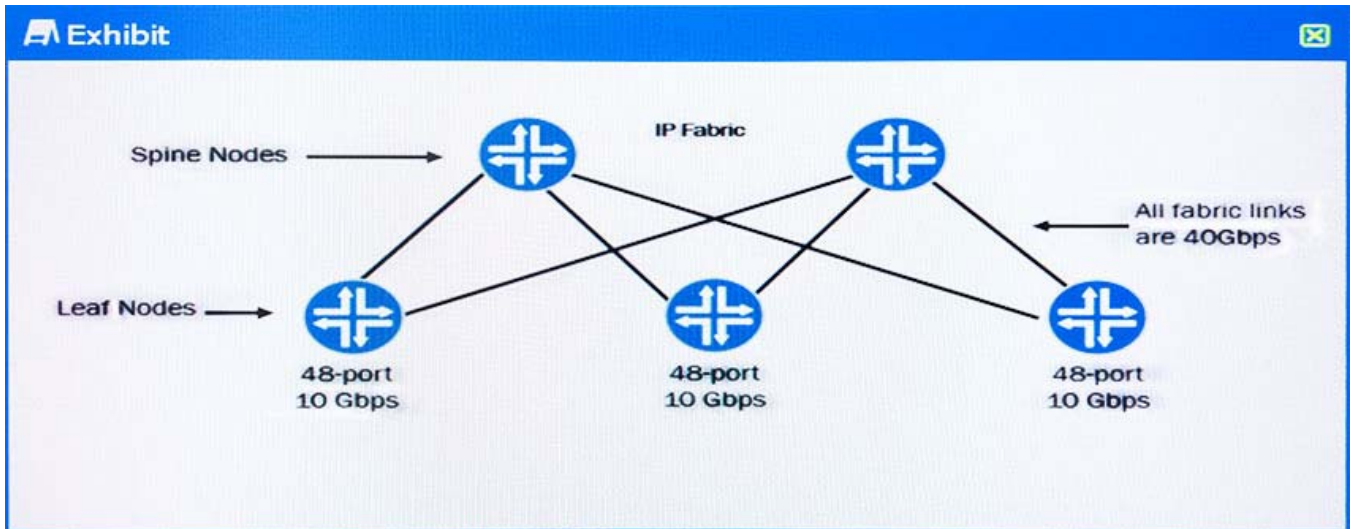 Exhibit
IP Fabric
Spine Nodes
All fabric links
are 40Gbps
Leaf Nodes
48-port
10 Gbps
48-port
10 Gbps
48-port
10 Gbps